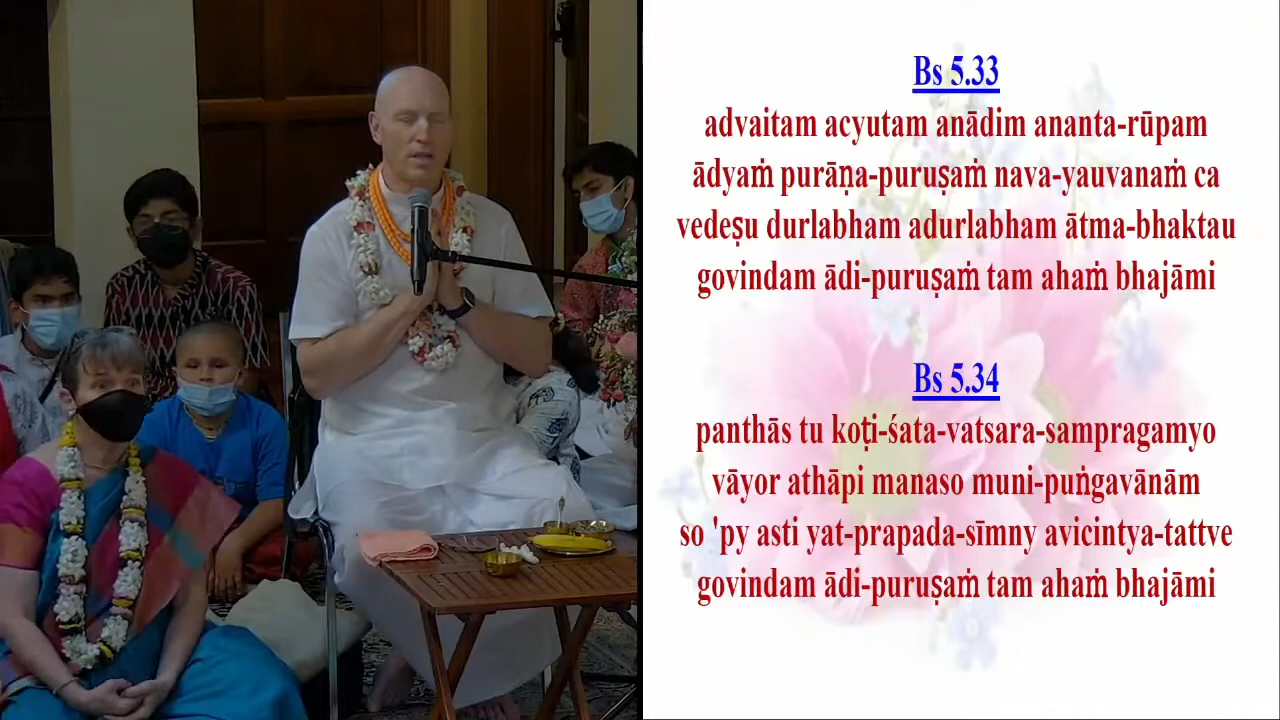 Bs 5.33
advaitam acyutam anādim ananta-rūpam
ādyaṁ purāṇa-puruṣaṁ nava-yauvanaṁ ca
vedeṣu durlabham adurlabham ātma-bhaktau
govindam ādi-puruṣaṁ tam ahaṁ bhajāmi
Bs 5.34
panthās tu koṭi-śata-vatsara-sampragamyo
vāyor athāpi manaso muni-puṅgavānām
so 'py asti yat-prapada-sīmny avicintya-tattve
govindam ādi-puruṣaṁ tam ahaṁ bhajāmi